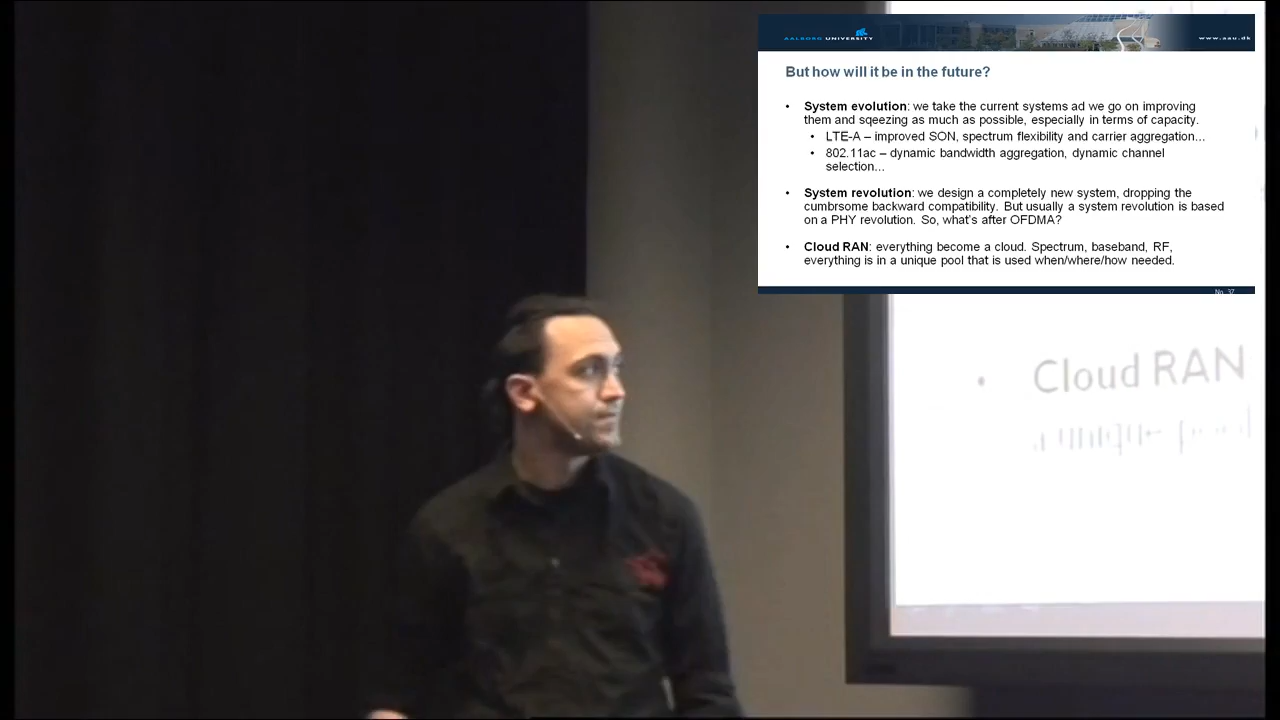 AALBORG UNIVERSITY
www.aau.dk
But how will it be in the future?
• System evolution: we take the current systems ad we go on improving
them and sqeezing as much as possible, especially in terms of capacity.
• LTE-A – improved SON, spectrum flexibility and carrier aggregation…
• 802.11ac – dynamic bandwidth aggregation, dynamic channel
selection…
• System revolution: we design a completely new system, dropping the
cumbrsome backward compatibility. But usually a system revolution is based
on a PHY revolution. So, what's after OFDMA?
• Cloud RAN: everything become a cloud. Spectrum, baseband, RF,
everything is in a unique pool that is used when/where/how needed.
No. 37
• Cloud RAN
a unique pool